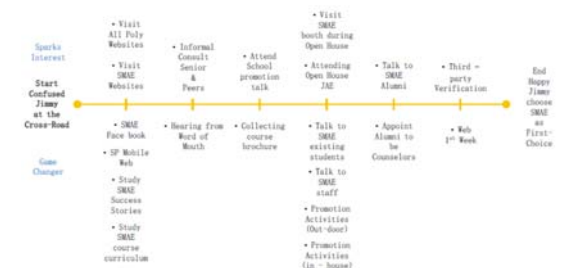 Sparks
Interest
Start
Confused
Jimmy
at the
Cross-Road
Game
Changer
• Visit
All Poly
Websites
• Visit
SMAE
Websites
• SMAE
Face book
• SP Mobile
Web
• Study
SMAE
Success
Stories
• Study
SMAE
course
curriculum
• Informal
Consult
Senior
&
Peers
• Hearing from
Word of
Mouth
• Attend
School
promotion
talk
• Collecting
course
brochure
• Visit
SMAE
booth during
Open House
• Attending
Open House
JAE
• Talk to
SMAE
existing
students
• Talk to
SMAE
staff
• Promotion
Activities
(Out-door)
• Promotion
Activities
(in - house)
• Talk to
SMAE
Alumni
• Appoint
Alumni to
be
Counselors
• Third -
party
Verification
• Web
1st Week
End
Happy
Jimmy
choose
SMAE
as
First-
Choice